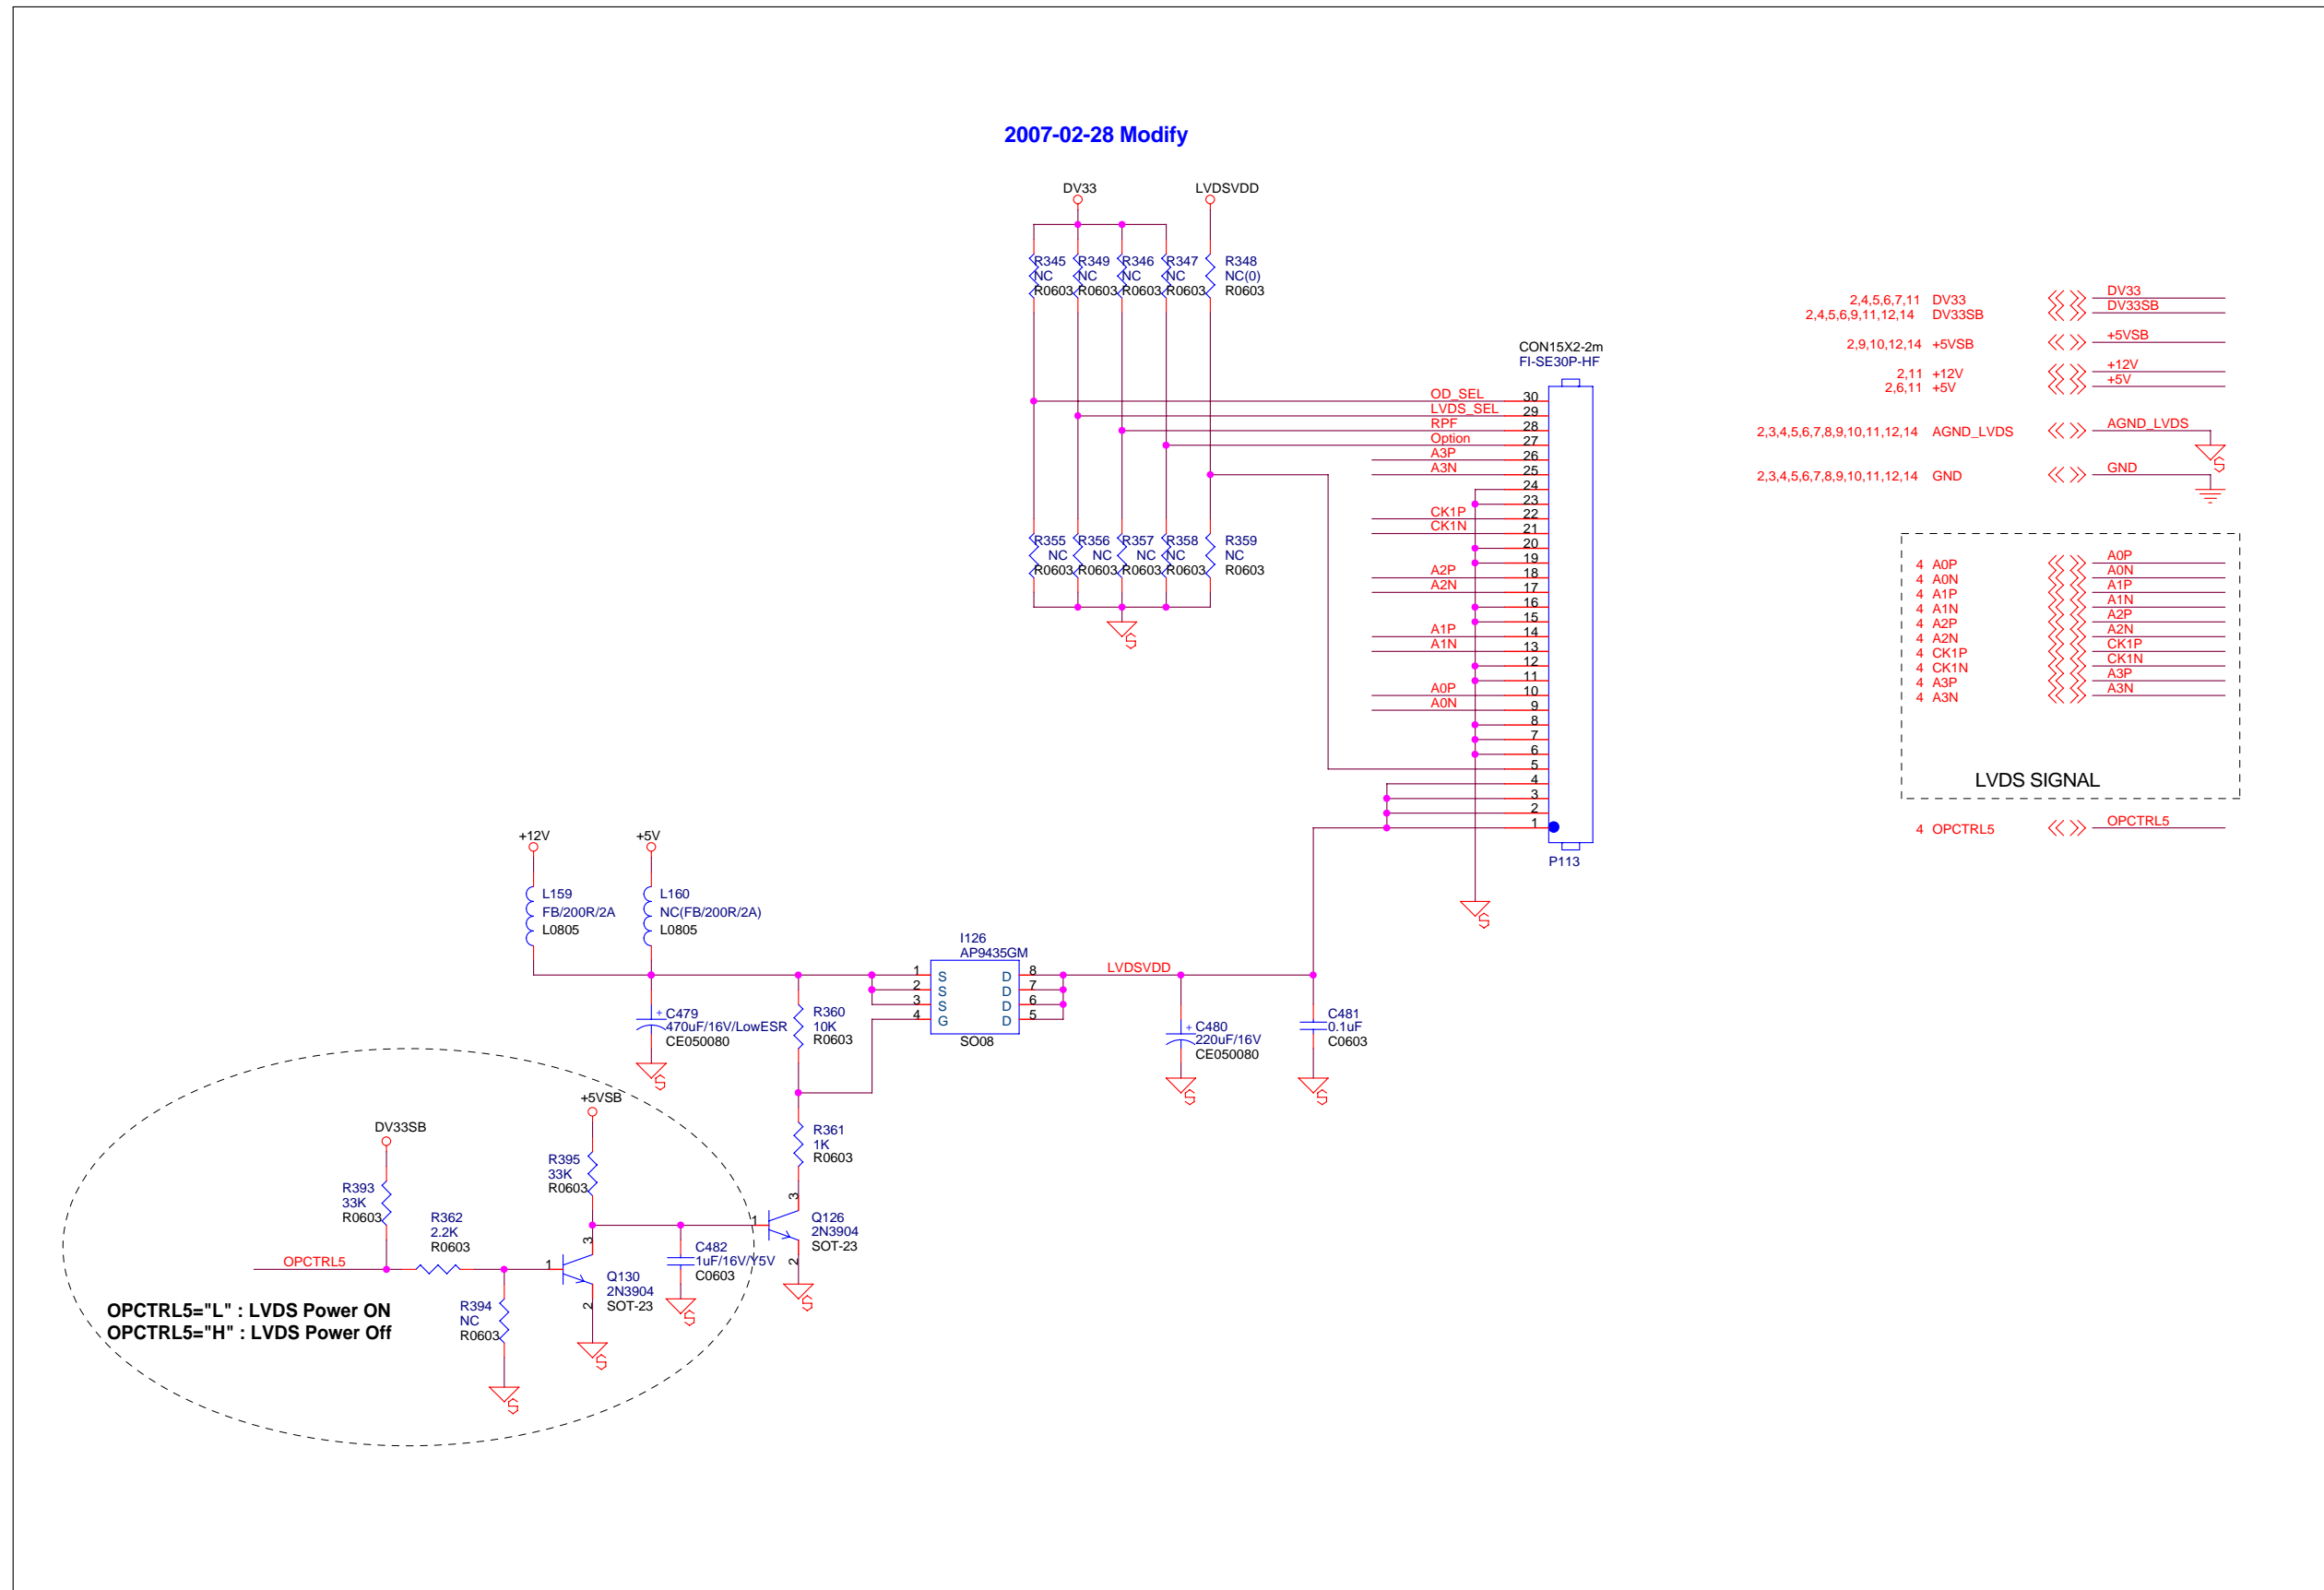 2007-02-28 Modify
DV33
LVDSVDD
R345
NC
R0603
R349
NC
R0603
R346
NC
R0603
R347
NC
R0603
R348
NC(0)
R0603
R355
NC
R0603
R356
NC
R0603
R357
NC
R0603
R358
NC
R0603
R359
NC
R0603
S
CON15X2-2m
FI-SE30P-HF
OD_SEL 30
LVDS_SEL 29
RPF 28
Option 27
A3P 26
A3N 25
24
23
CK1P 22
CK1N 21
20
19
A2P 18
A2N 17
16
15
A1P 14
A1N 13
12
11
A0P 10
A0N 9
8
7
6
5
4
3
2
1
P113
S
2,4,5,6,7,11 DV33 DV33
2,4,5,6,9,11,12,14 DV33SB DV33SB
2,9,10,12,14 +5VSB +5VSB
2,11 +12V +12V
2,6,11 +5V +5V
2,3,4,5,6,7,8,9,10,11,12,14 AGND_LVDS AGND_LVDS
S
2,3,4,5,6,7,8,9,10,11,12,14 GND GND
4 A0P A0P
4 A0N A0N
4 A1P A1P
4 A1N A1N
4 A2P A2P
4 A2N A2N
4 CK1P CK1P
4 CK1N CK1N
4 A3P A3P
4 A3N A3N
LVDS SIGNAL
4 OPCTRL5 OPCTRL5
+12V
L159
FB/200R/2A
L0805
+5V
L160
NC(FB/200R/2A)
L0805
+ C479
470uF/16V/LowESR
CE050080
S
R360
10K
R0603
I126
AP9435GM
1 S D 8
2 S D 7
3 S D 6
4 G D 5
SO08
LVDSVDD
+ C480
220uF/16V
CE050080
S
C481
0.1uF
C0603
S
R361
1K
R0603
+5VSB
R395
33K
R0603
DV33SB
R393
33K
R0603
R362
2.2K
R0603
OPCTRL5
R394
NC
R0603
S
1
3
2
Q130
2N3904
SOT-23
S
C482
1uF/16V/Y5V
C0603
S
1
3
2
Q126
2N3904
SOT-23
S
OPCTRL5="L" : LVDS Power ON
OPCTRL5="H" : LVDS Power Off